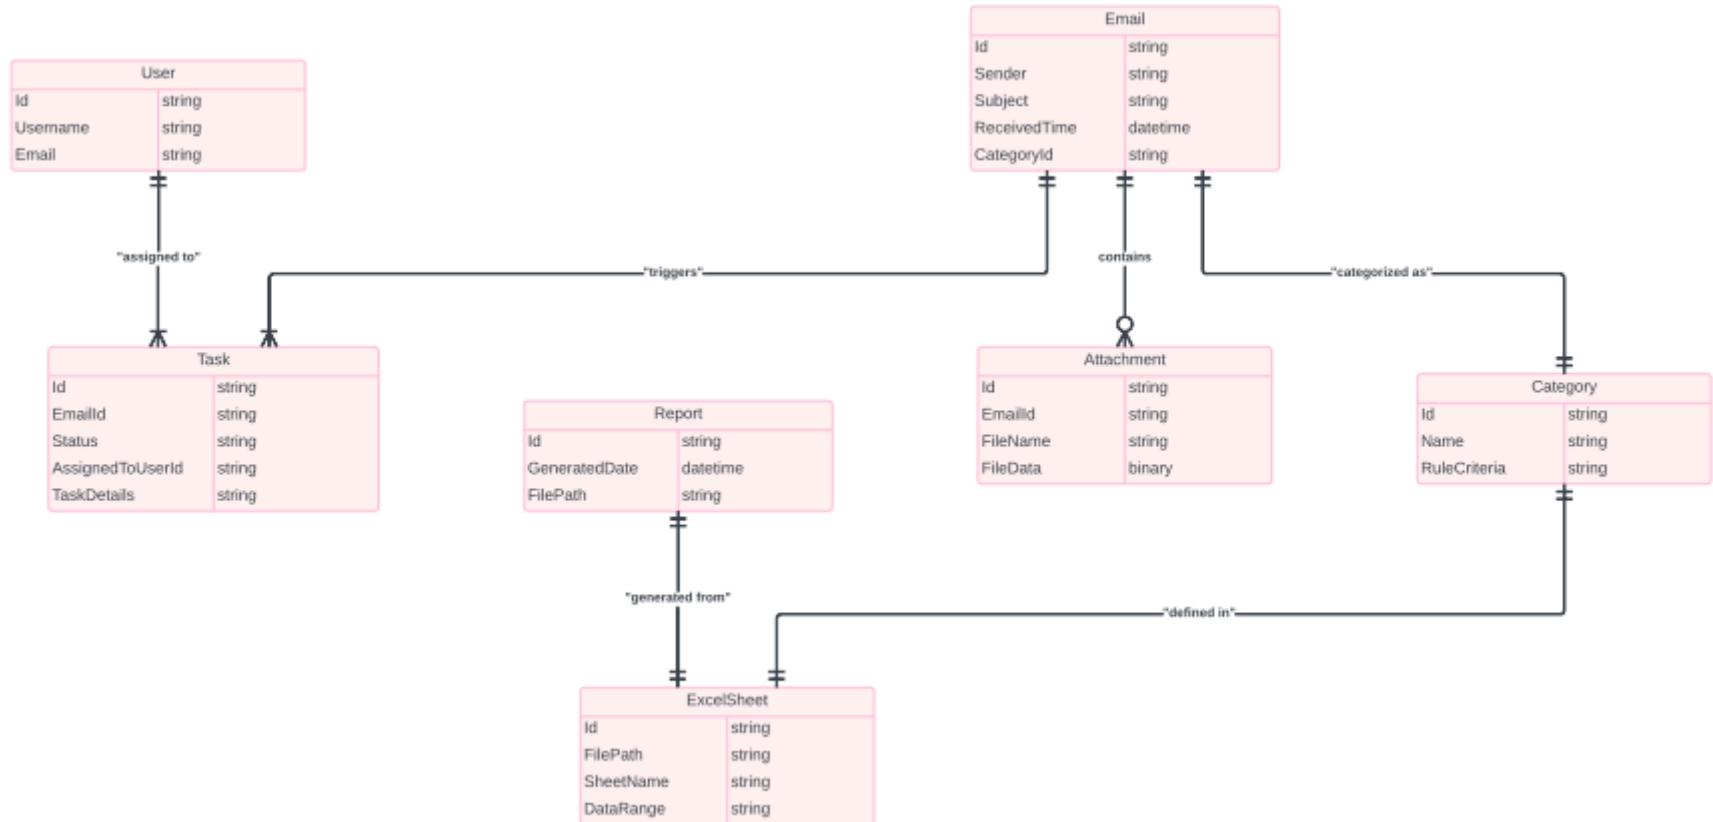 Email
Id string
Sender string
Subject string
ReceivedTime datetime
CategoryId string
User
Id string
Username string
Email string
"assigned to"
"triggers"
contains
"categorized as"
Task
Id string
EmailId string
Status string
AssignedToUserId string
TaskDetails string
Report
Id string
GeneratedDate datetime
FilePath string
Attachment
Id string
EmailId string
FileName string
FileData binary
Category
Id string
Name string
RuleCriteria string
"generated from"
"defined in"
ExcelSheet
Id string
FilePath string
SheetName string
DataRange string